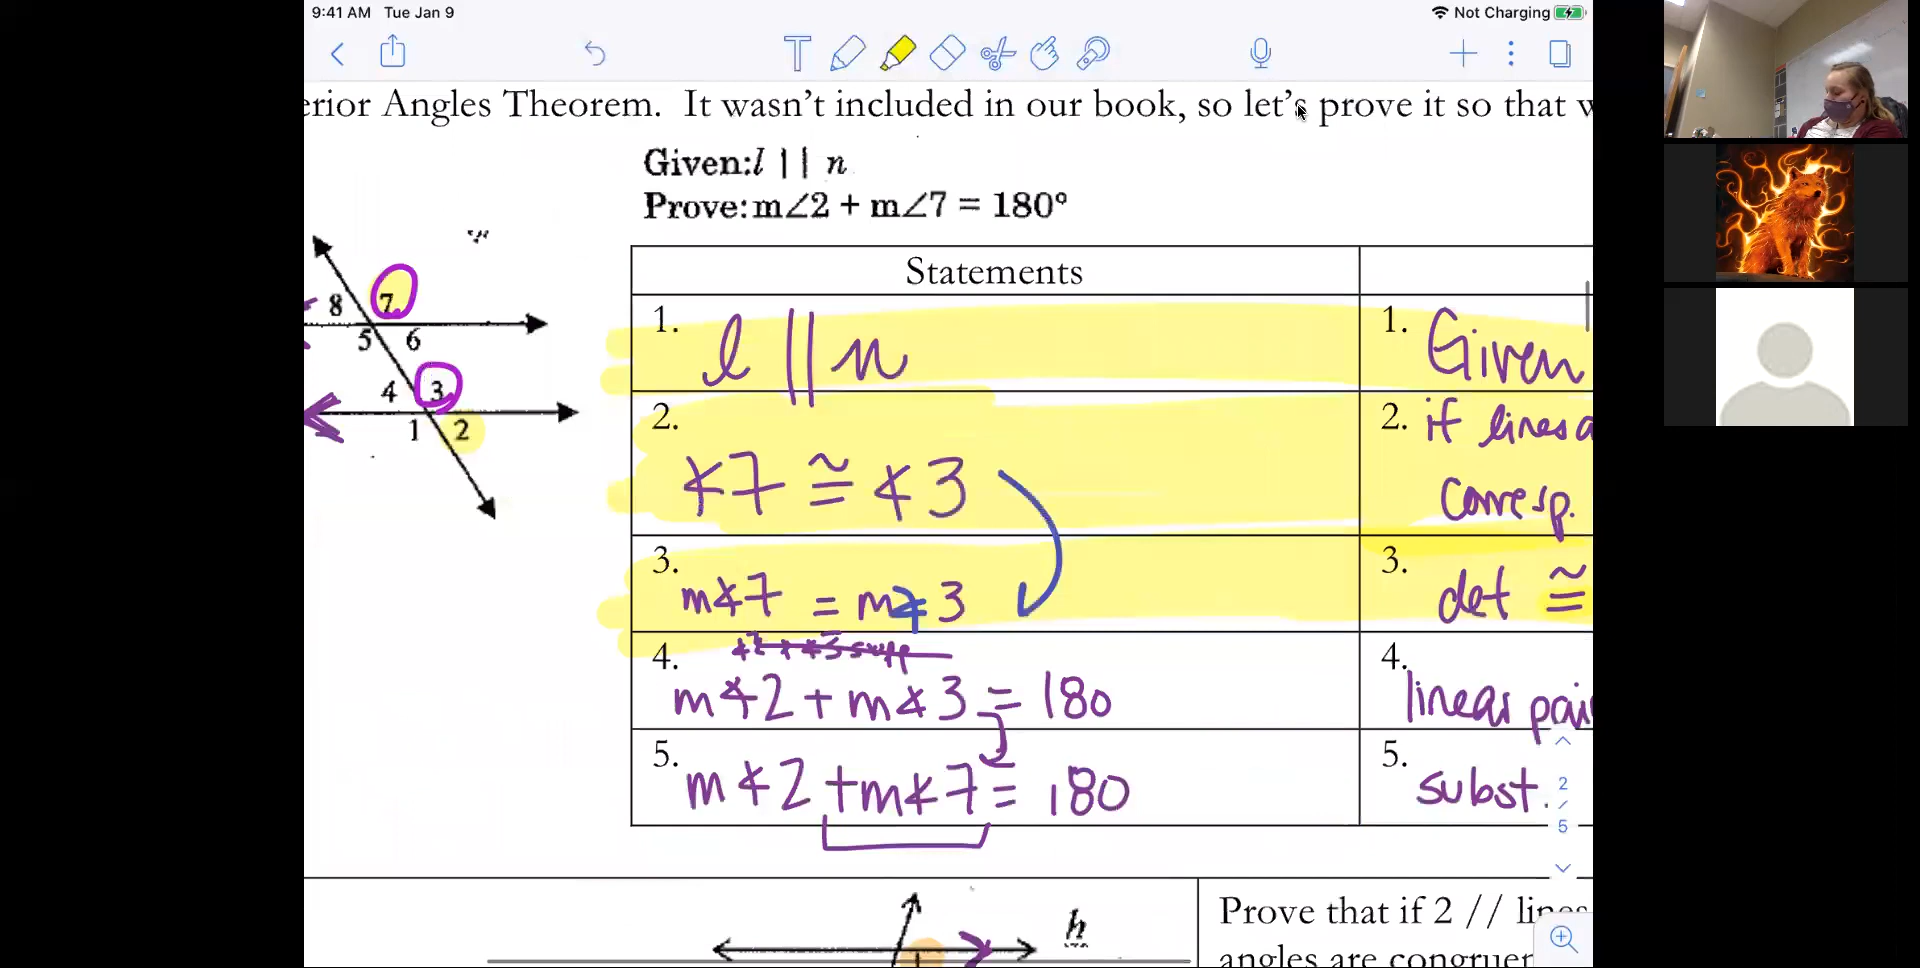 9:41 AM Tue Jan 9
Not Charging
erior Angles Theorem. It wasn't included in our book, so let's prove it so that w
Given: l || n
Prove: m∠2 + m∠7 = 180°
8 7
5 6
4 3
1 2
Statements
1. l || n
1. Given
2. ∡7 ≅ ∡3
2. if lines a
corresp.
3. m∡7 = m∡3
3. det ≅
4.
m∡2 + m∡3 = 180
4. linear pair
5. m∡2 + m∡7 = 180
5. subst.
2
/
5
h
Prove that if 2 // lines
angles are congruen